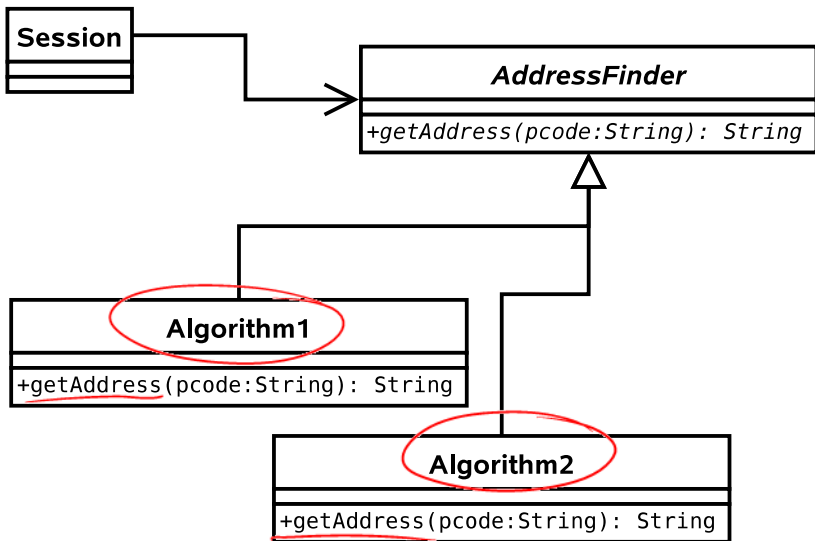 Session
AddressFinder
+getAddress(pcode:String): String
Algorithm1
+getAddress(pcode:String): String
Algorithm2
+getAddress(pcode:String): String